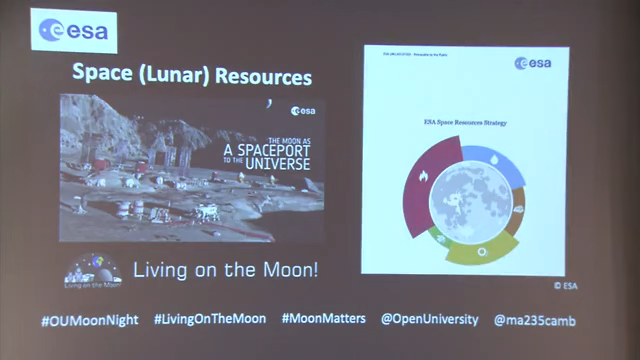 esa
Space (Lunar) Resources
esa
THE MOON AS
A SPACEPORT
TO THE
UNIVERSE
esa
ESA Space Resources Strategy
Living on the Moon!
Living on the Moon!
© ESA
#OUMoonNight #LivingOnTheMoon #MoonMatters @OpenUniversity @ma235camb